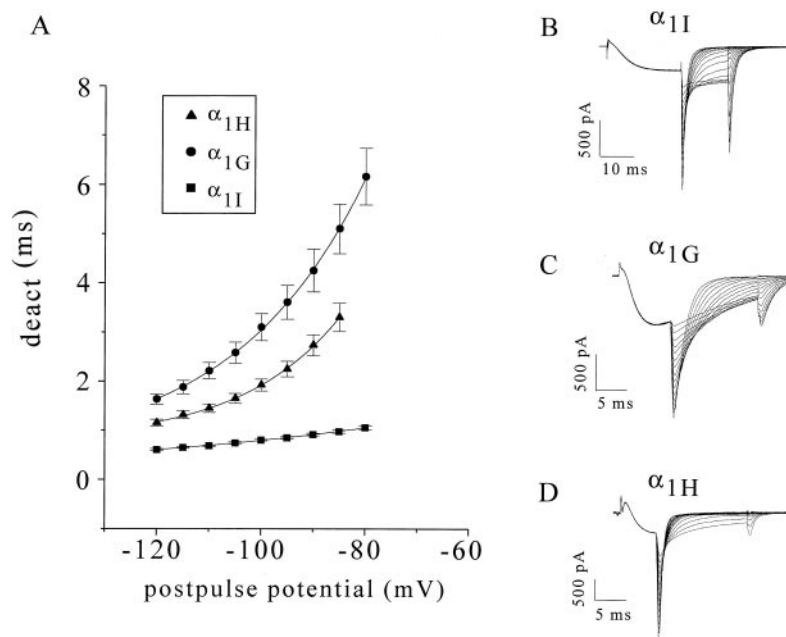 A
8
6
4
2
0
deact (ms)
α1H
α1G
α1I
-120
-100
-80
-60
postpulse potential (mV)
B
α1I
500 pA
10 ms
C
α1G
500 pA
5 ms
D
α1H
500 pA
5 ms